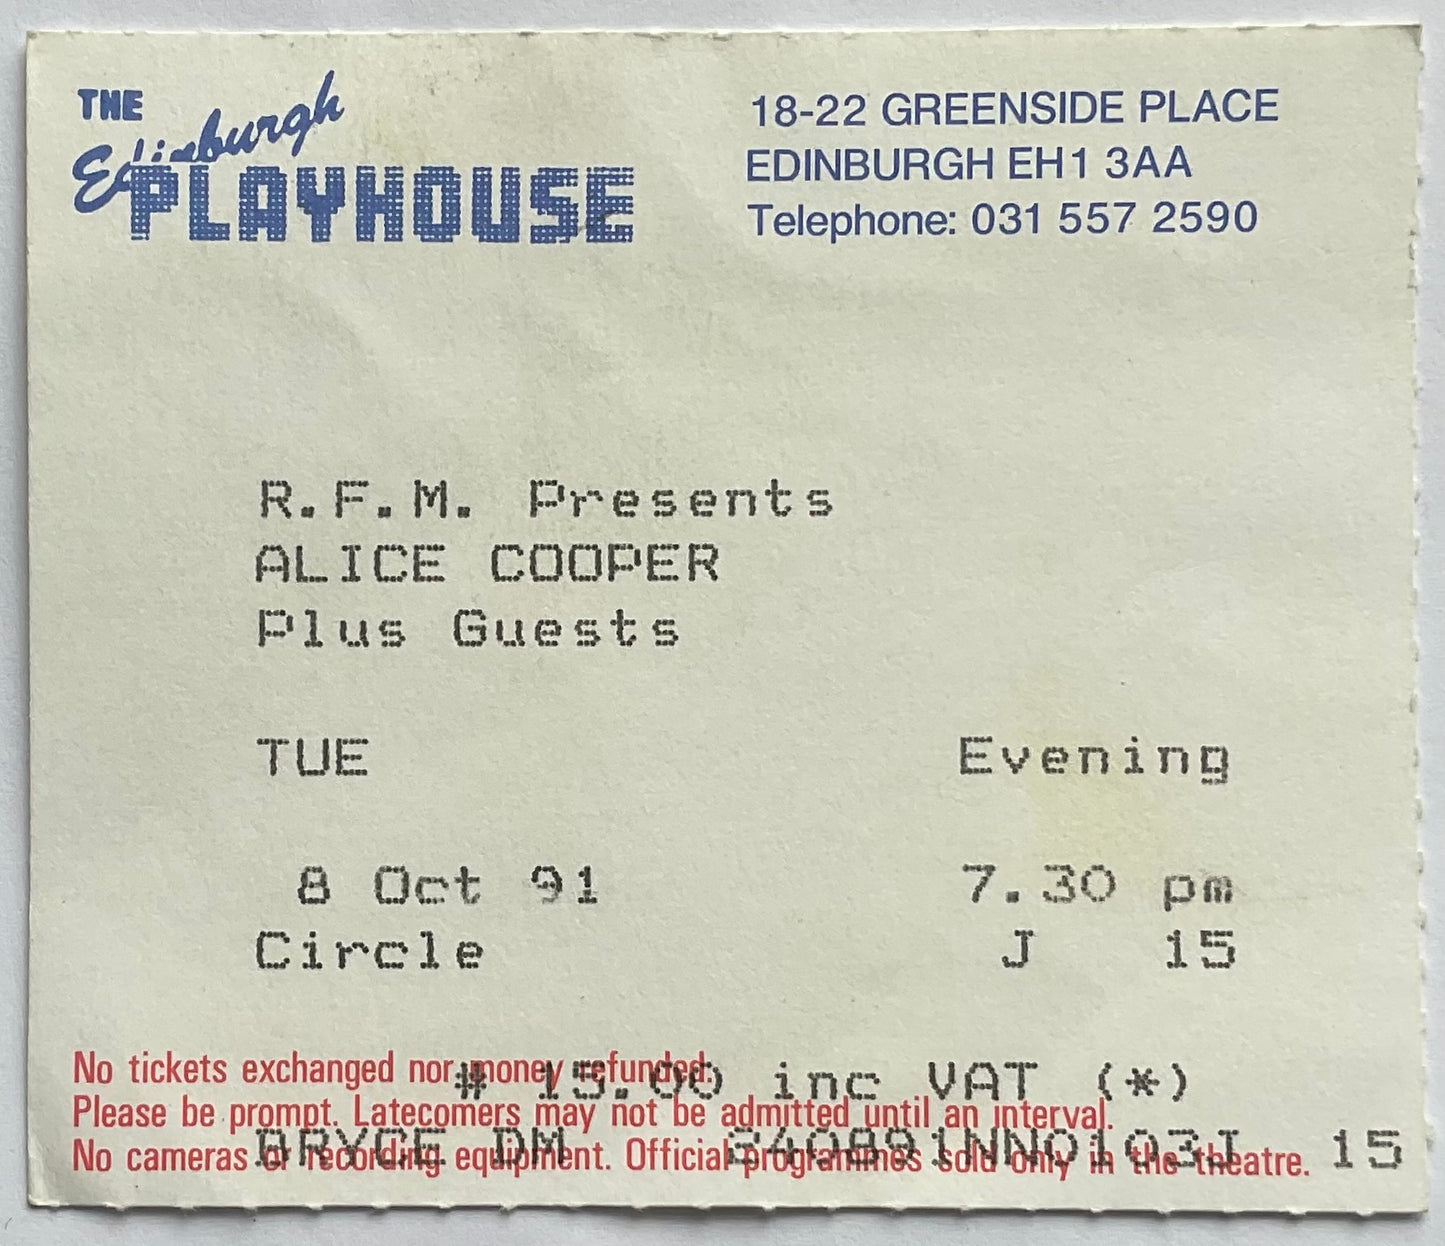 THE
Edinburgh
PLAYHOUSE
18-22 GREENSIDE PLACE
EDINBURGH EH1 3AA
Telephone: 031 557 2590
R.F.M. Presents
ALICE COOPER
Plus Guests
TUE Evening
8 Oct 91 7.30 pm
Circle J 15
No tickets exchanged nor money refunded.
# 15.00 inc VAT (*)
Please be prompt. Latecomers may not be admitted until an interval.
BRYCE DM 15
No cameras or recording equipment. Official programmes sold only in the theatre.